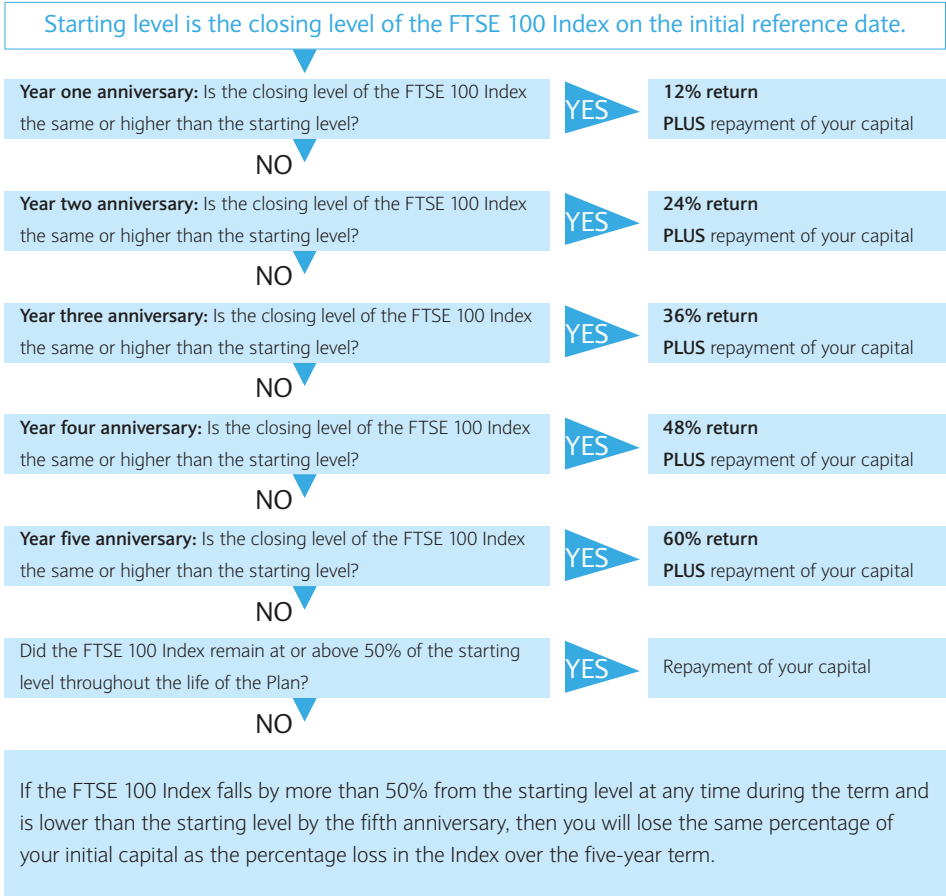 Starting level is the closing level of the FTSE 100 Index on the initial reference date.
Year one anniversary: Is the closing level of the FTSE 100 Index
the same or higher than the starting level?
YES
12% return
PLUS repayment of your capital
NO
Year two anniversary: Is the closing level of the FTSE 100 Index
the same or higher than the starting level?
YES
24% return
PLUS repayment of your capital
NO
Year three anniversary: Is the closing level of the FTSE 100 Index
the same or higher than the starting level?
YES
36% return
PLUS repayment of your capital
NO
Year four anniversary: Is the closing level of the FTSE 100 Index
the same or higher than the starting level?
YES
48% return
PLUS repayment of your capital
NO
Year five anniversary: Is the closing level of the FTSE 100 Index
the same or higher than the starting level?
YES
60% return
PLUS repayment of your capital
NO
Did the FTSE 100 Index remain at or above 50% of the starting
level throughout the life of the Plan?
YES
Repayment of your capital
NO
If the FTSE 100 Index falls by more than 50% from the starting level at any time during the term and
is lower than the starting level by the fifth anniversary, then you will lose the same percentage of
your initial capital as the percentage loss in the Index over the five-year term.